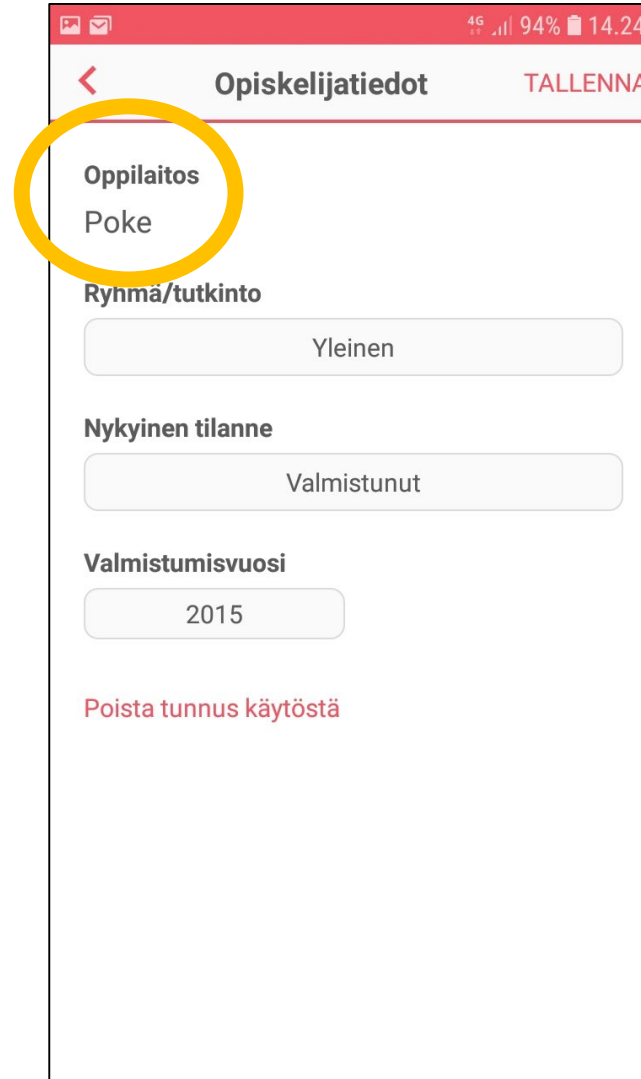 4G 94% 14.24
Opiskelijatiedot TALLENNA
Oppilaitos
Poke
Ryhmä/tutkinto
Yleinen
Nykyinen tilanne
Valmistunut
Valmistumisvuosi
2015
Poista tunnus käytöstä